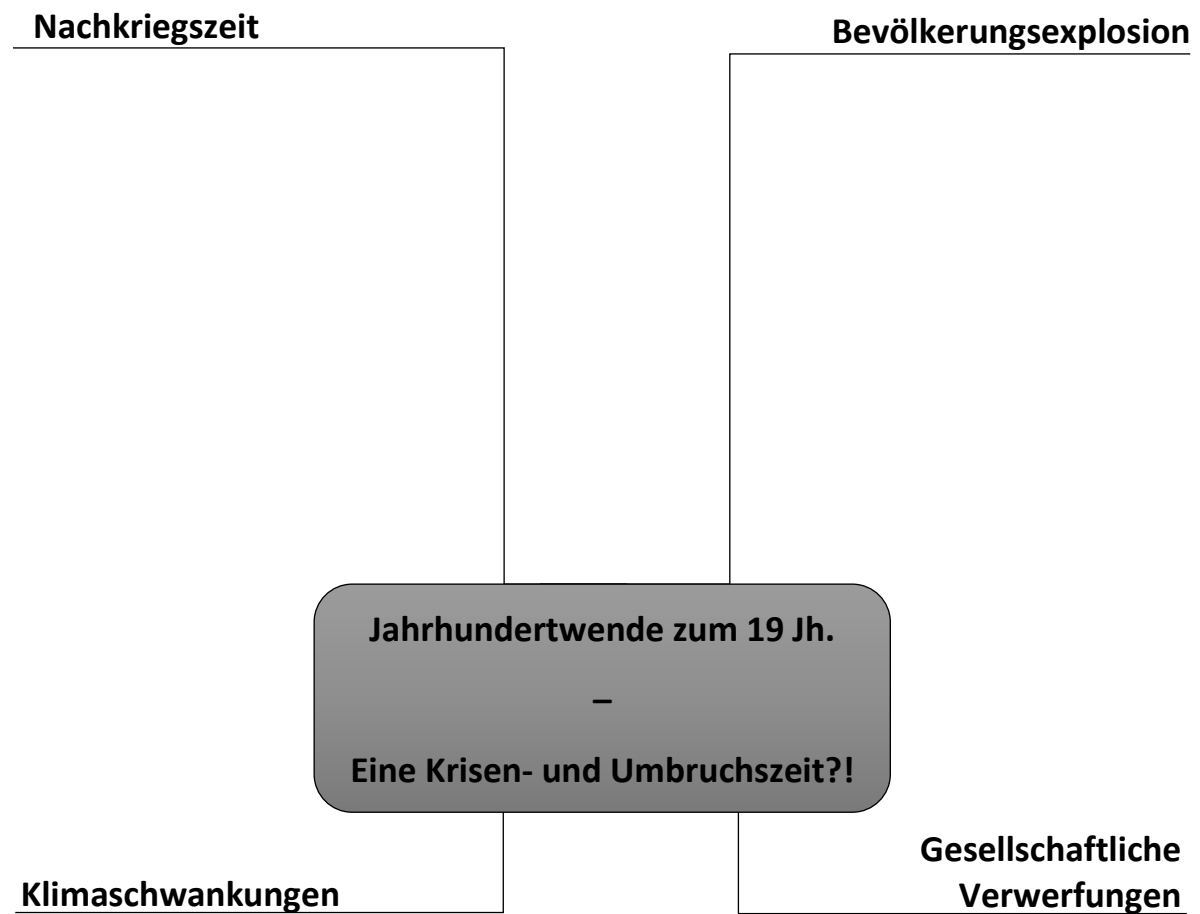 Nachkriegszeit
Bevölkerungsexplosion
Jahrhundertwende zum 19 Jh.
–
Eine Krisen- und Umbruchszeit?!
Klimaschwankungen
Gesellschaftliche
Verwerfungen